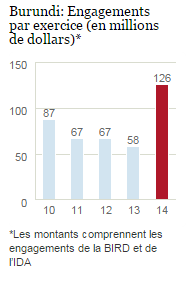 Burundi: Engagements
par exercice (en millions
de dollars)*
150
126
100
87
67 67
58
50
0
10 11 12 13 14
*Les montants comprennent les
engagements de la BIRD et de
l'IDA